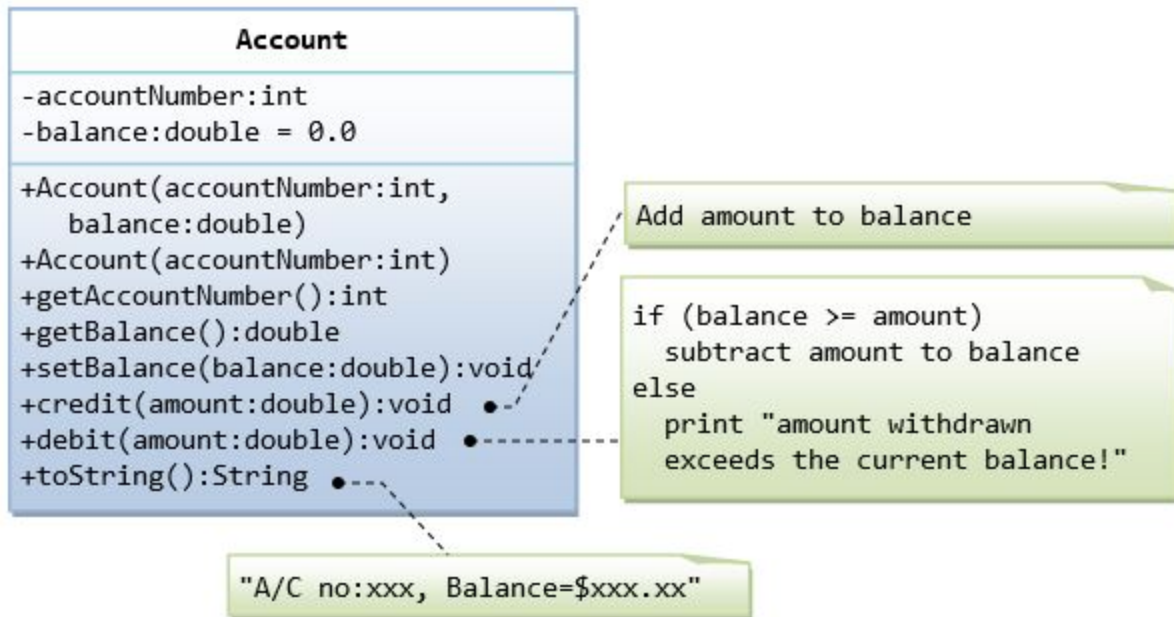 Account
-accountNumber:int
-balance:double = 0.0
+Account(accountNumber:int,
balance:double)
+Account(accountNumber:int)
+getAccountNumber():int
+getBalance():double
+setBalance(balance:double):void
+credit(amount:double):void
+debit(amount:double):void
+toString():String
Add amount to balance
if (balance >= amount)
subtract amount to balance
else
print "amount withdrawn
exceeds the current balance!"
"A/C no:xxx, Balance=$xxx.xx"